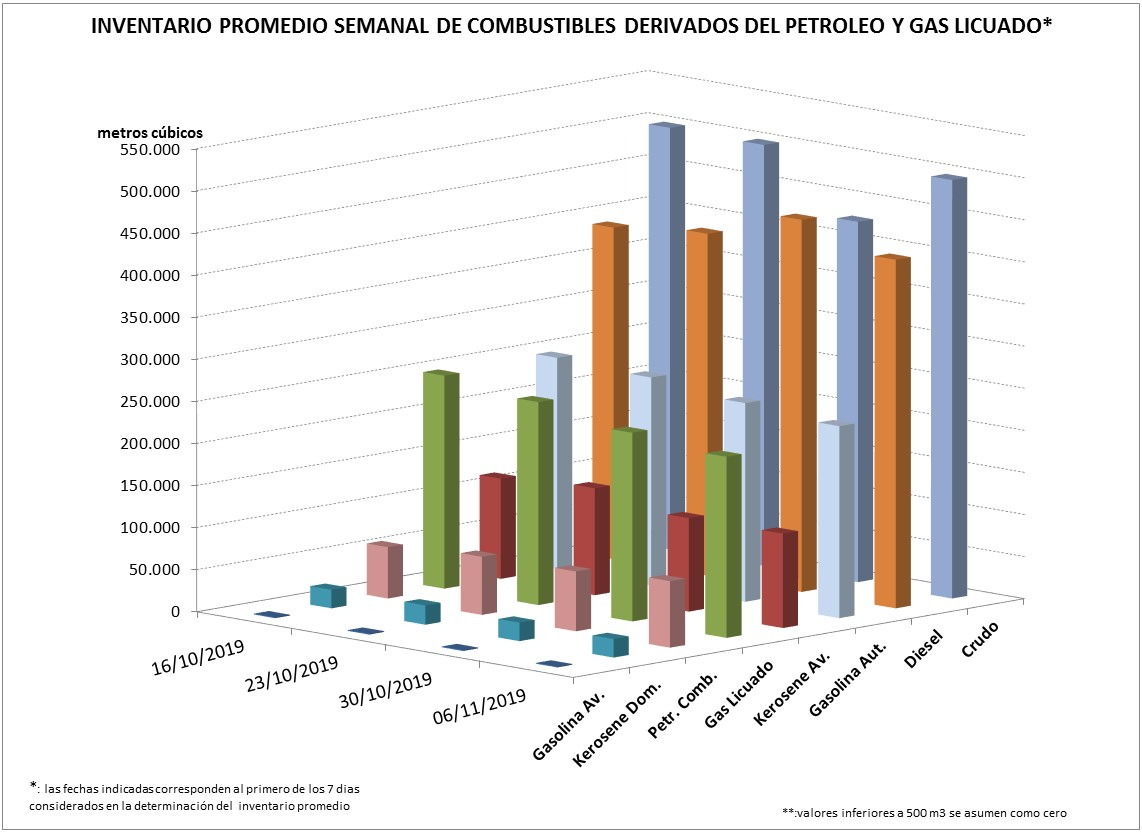 INVENTARIO PROMEDIO SEMANAL DE COMBUSTIBLES DERIVADOS DEL PETROLEO Y GAS LICUADO*
metros cúbicos
550.000
500.000
450.000
400.000
350.000
300.000
250.000
200.000
150.000
100.000
50.000
0
16/10/2019
23/10/2019
30/10/2019
06/11/2019
Gasolina Av.
Kerosene Dom.
Petr. Comb.
Gas Licuado
Kerosene Av.
Gasolina Aut.
Diesel
Crudo
*: las fechas indicadas corresponden al primero de los 7 dias
considerados en la determinación del inventario promedio
**:valores inferiores a 500 m3 se asumen como cero